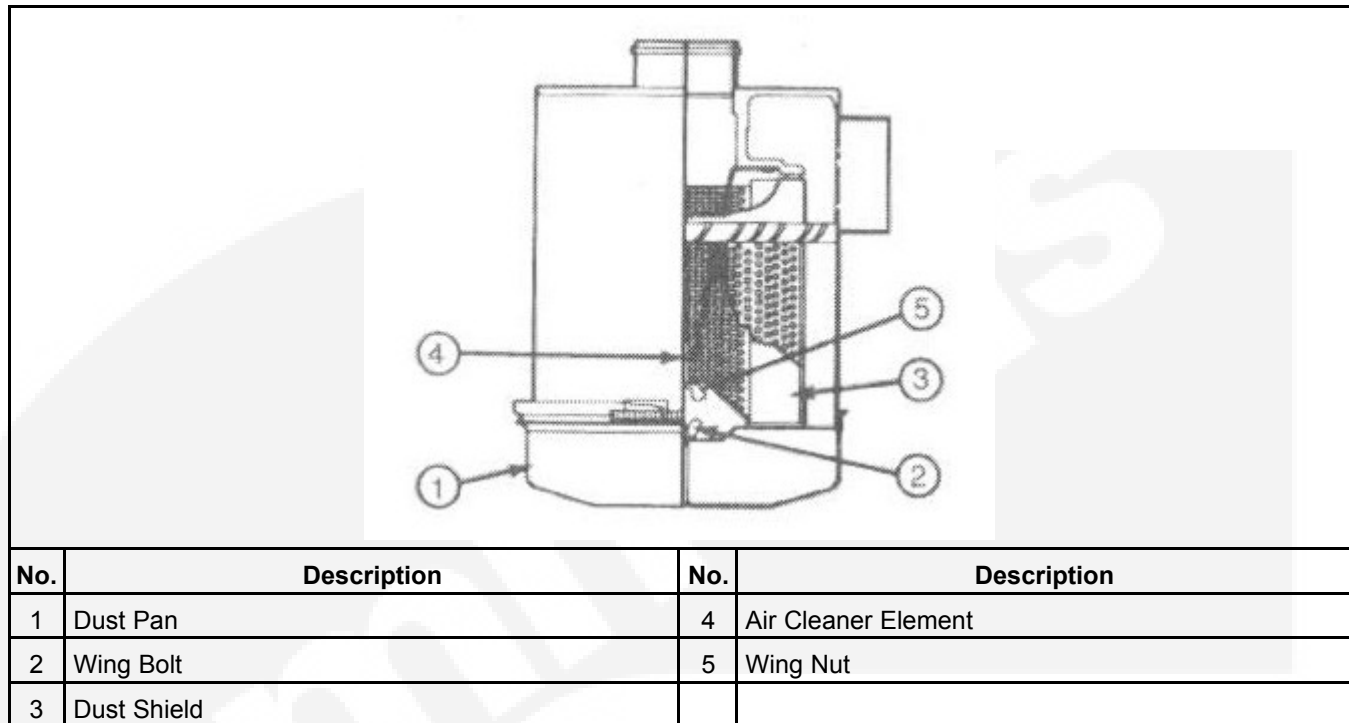 5
4
3
1
2
No. Description No. Description
1 Dust Pan 4 Air Cleaner Element
2 Wing Bolt 5 Wing Nut
3 Dust Shield